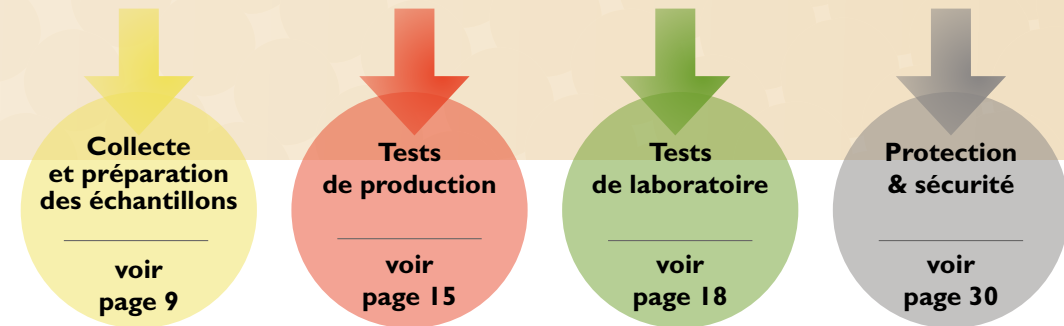 Collecte
et préparation
des échantillons
voir
page 9
Tests
de production
voir
page 15
Tests
de laboratoire
voir
page 18
Protection
& sécurité
voir
page 30